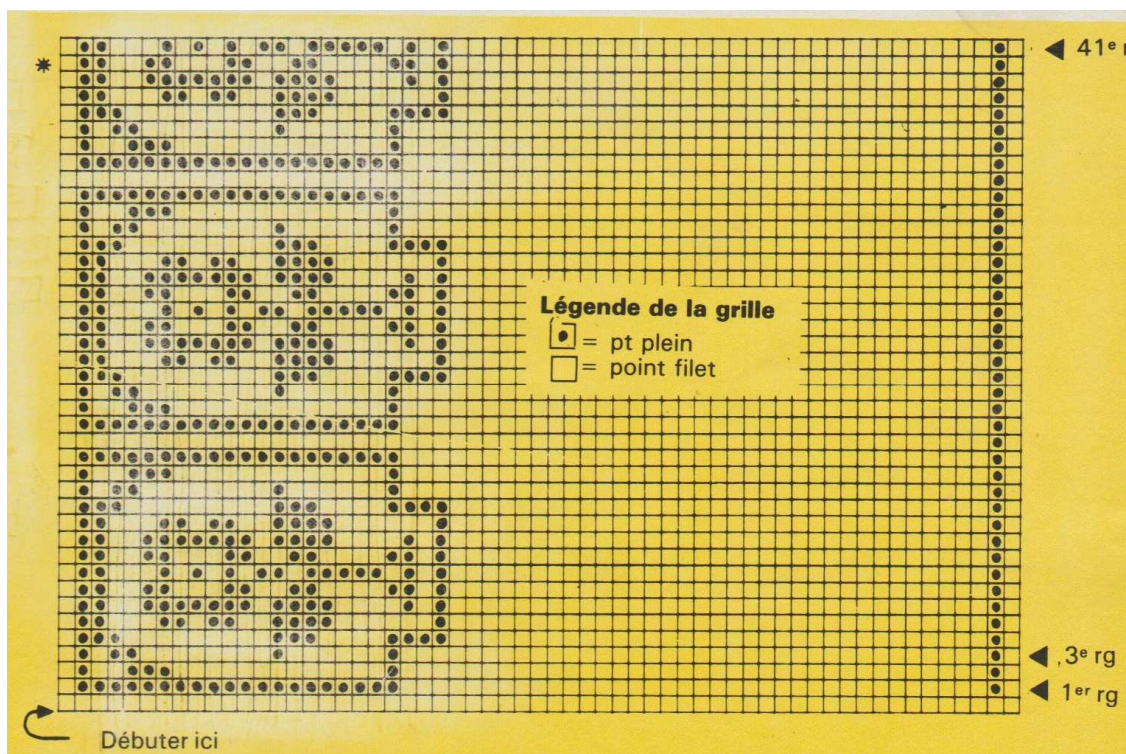 ◀ 41e r
*
Légende de la grille
= pt plein
= point filet
◀ 3e rg
◀ 1er rg
Débuter ici